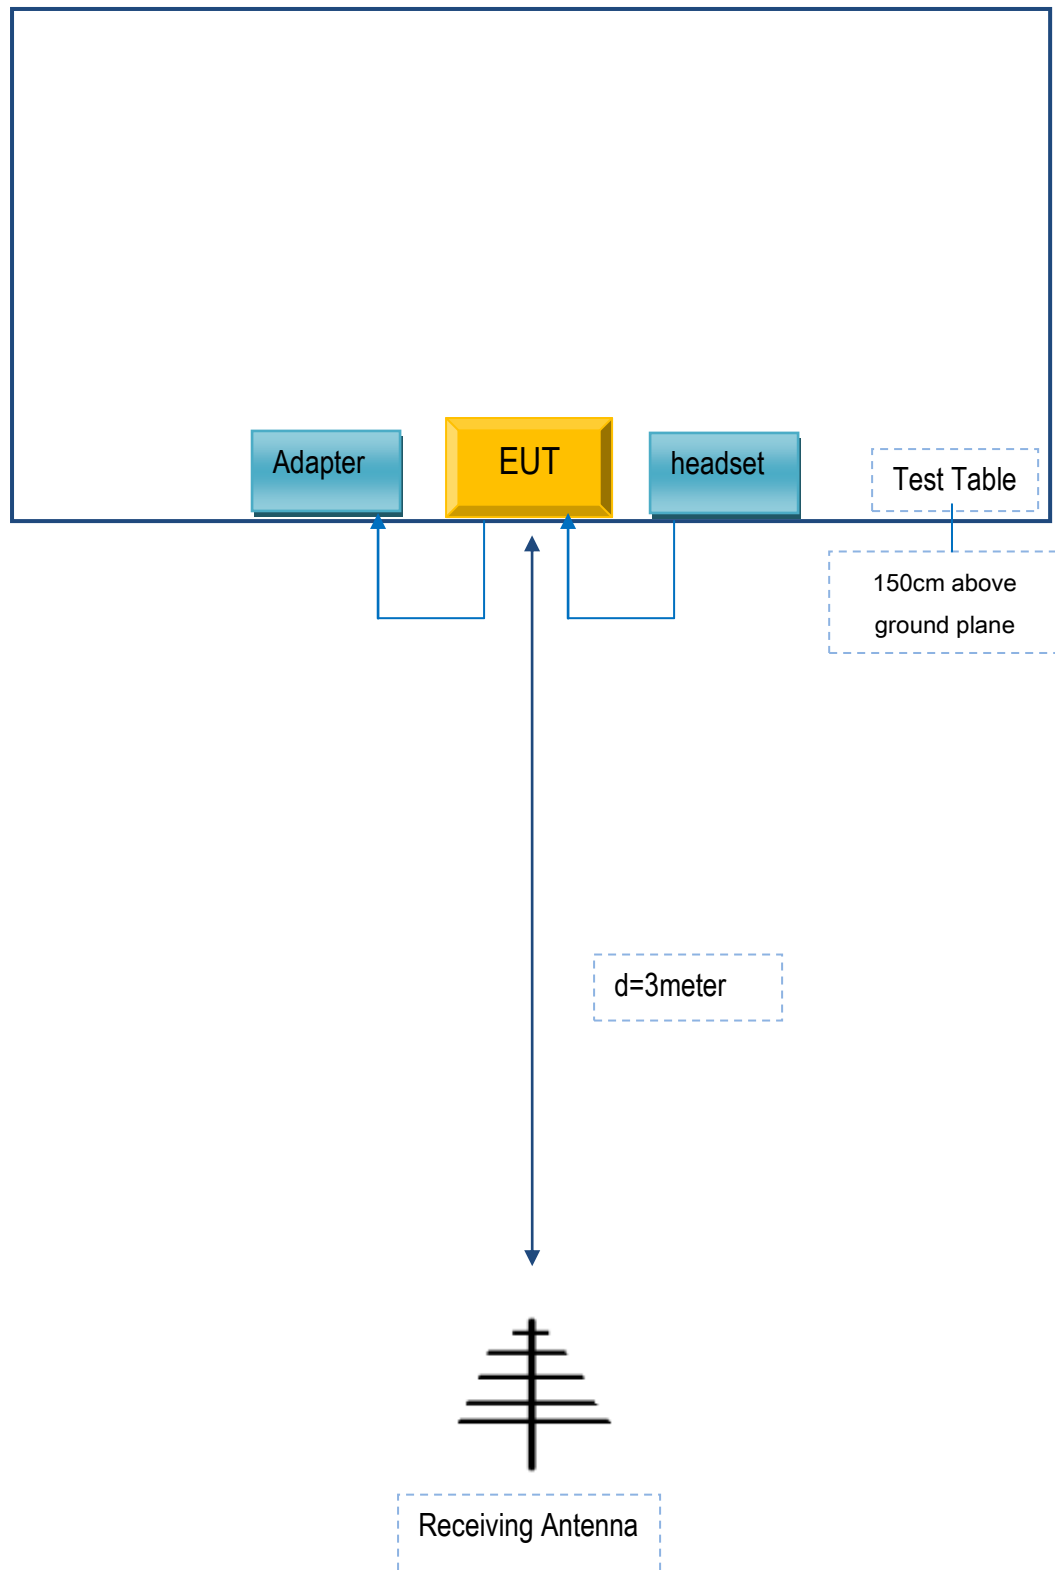 Adapter
EUT
headset
Test Table
150cm above
ground plane
d=3meter
Receiving Antenna